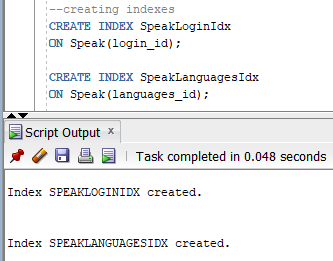 --creating indexes
CREATE INDEX SpeakLoginIdx
ON Speak(login_id);
CREATE INDEX SpeakLanguagesIdx
ON Speak(languages_id);
Script Output x
Task completed in 0.048 seconds
Index SPEAKLOGINIDX created.
Index SPEAKLANGUAGESIDX created.